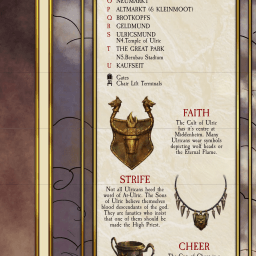 O NEUMARKT
P ALTMARKT (& KLEINMOOT)
Q BROTKOFFS
R GELDMUND
S ULRICSMUND
N4.Temple of Ulric
T THE GREAT PARK
N5.Bernbau Stadium
U KAUFSEIT
Gates
Chair Lift Terminals
FAITH
The Cult of Ulric
has it's centre at
Middenheim. Many
Ulricans wear symbols
depicting wolf heads or
the Eternal Flame.
STRIFE
Not all Ulricans heed the
word of Ar-Ulric. The Sons
of Ulric believe themselves
blood descendants of the god.
They are fanatics who insist
that one of them should be
made the High Priest.
CHEER